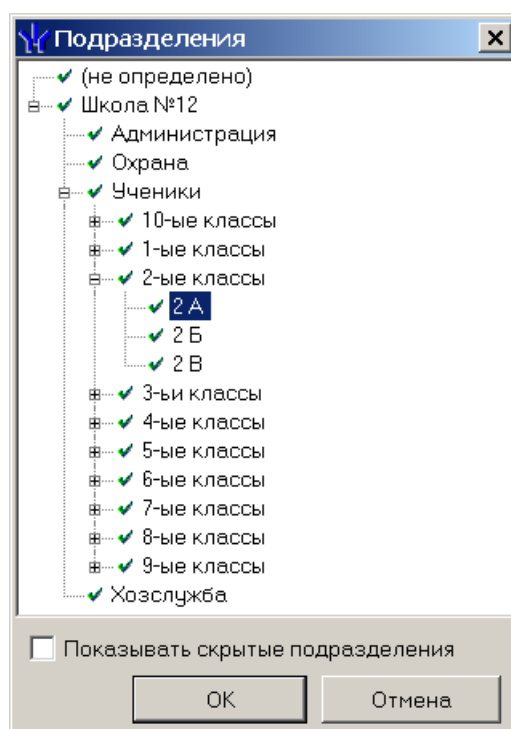 Подразделения
(не определено)
Школа №12
Администрация
Охрана
Ученики
10-ые классы
1-ые классы
2-ые классы
2 А
2 Б
2 В
3-ьи классы
4-ые классы
5-ые классы
6-ые классы
7-ые классы
8-ые классы
9-ые классы
Хозслужба
Показывать скрытые подразделения
ОК Отмена